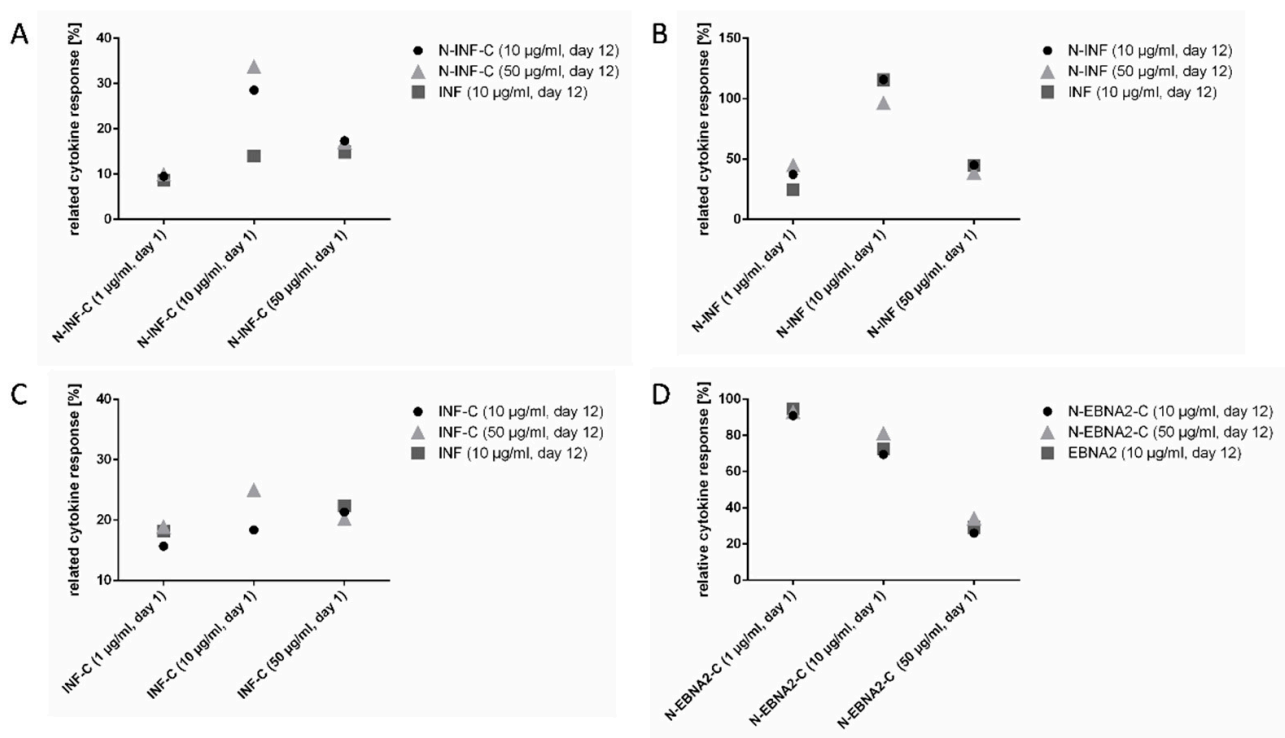 A
related cytokine response [%]
40
30
20
10
0
N-INF-C (1 µg/ml, day 1)
N-INF-C (10 µg/ml, day 1)
N-INF-C (50 µg/ml, day 1)
N-INF-C (10 µg/ml, day 12)
N-INF-C (50 µg/ml, day 12)
INF (10 µg/ml, day 12)
B
related cytokine response [%]
150
100
50
0
N-INF (1 µg/ml, day 1)
N-INF (10 µg/ml, day 1)
N-INF (50 µg/ml, day 1)
N-INF (10 µg/ml, day 12)
N-INF (50 µg/ml, day 12)
INF (10 µg/ml, day 12)
C
related cytokine response [%]
40
30
20
10
INF-C (1 µg/ml, day 1)
INF-C (10 µg/ml, day 1)
INF-C (50 µg/ml, day 1)
INF-C (10 µg/ml, day 12)
INF-C (50 µg/ml, day 12)
INF (10 µg/ml, day 12)
D
relative cytokine response [%]
100
80
60
40
20
0
N-EBNA2-C (1 µg/ml, day 1)
N-EBNA2-C (10 µg/ml, day 1)
N-EBNA2-C (50 µg/ml, day 1)
N-EBNA2-C (10 µg/ml, day 12)
N-EBNA2-C (50 µg/ml, day 12)
EBNA2 (10 µg/ml, day 12)